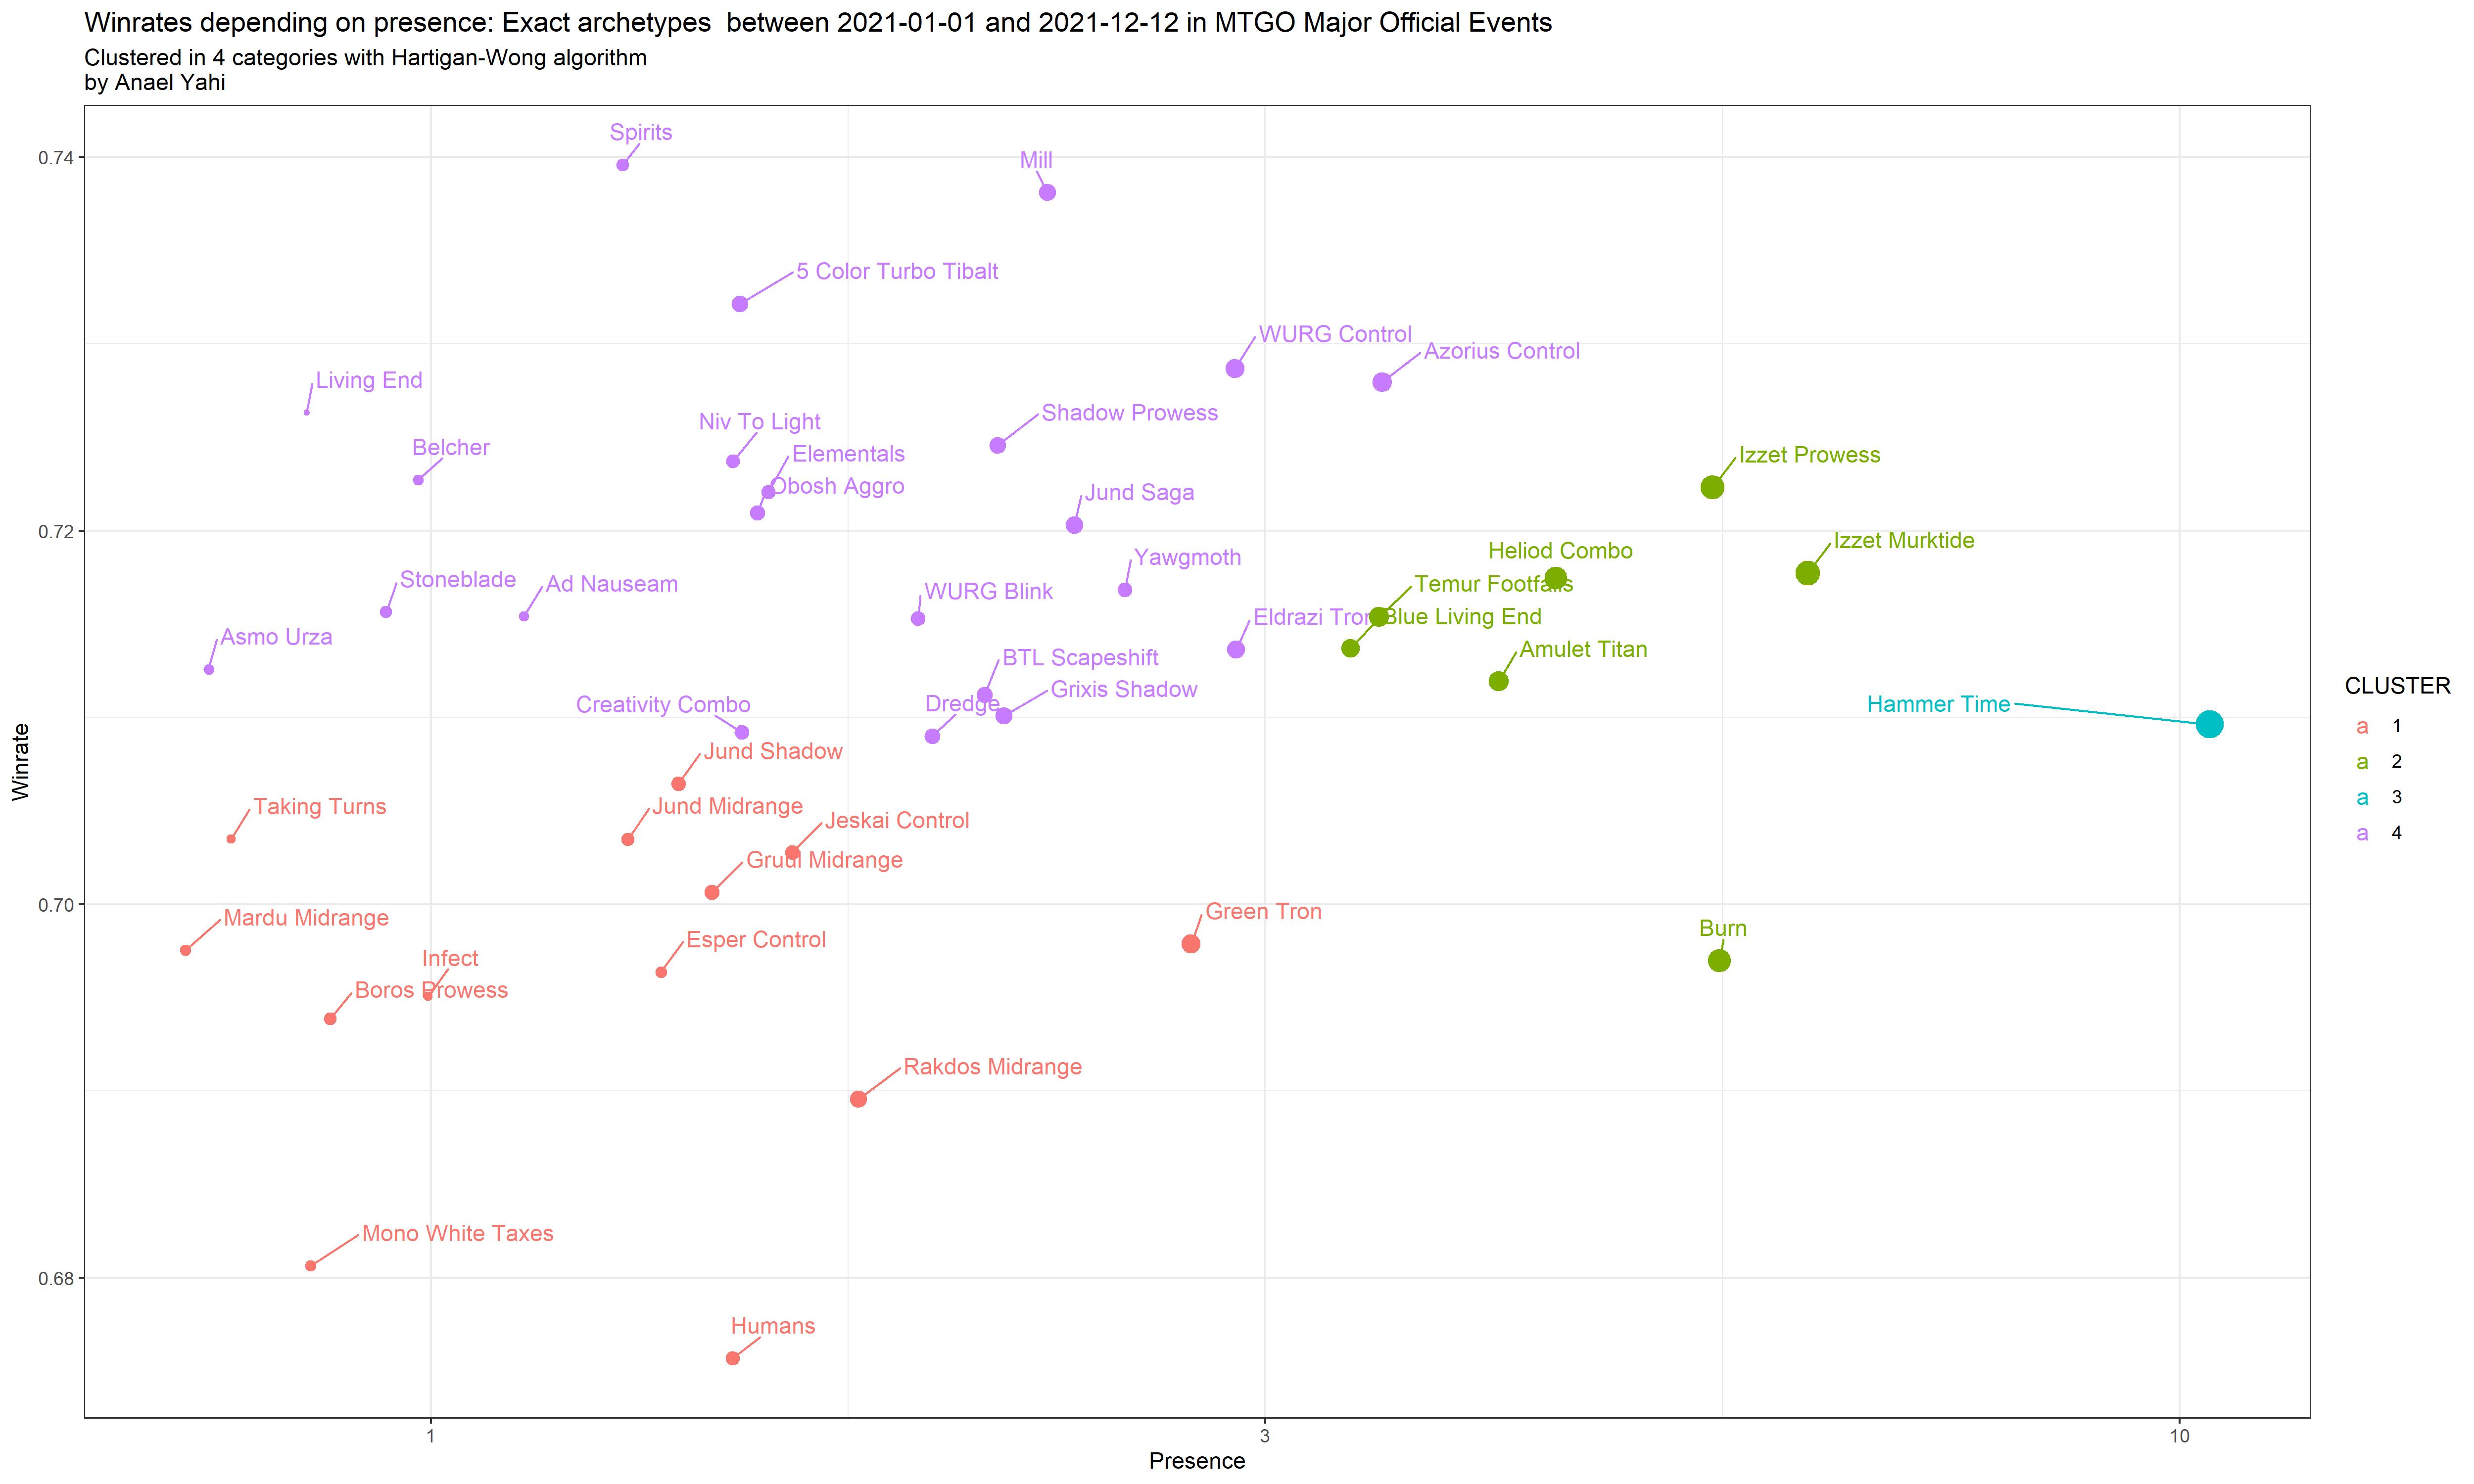 Winrates depending on presence: Exact archetypes  between 2021-01-01 and 2021-12-12 in MTGO Major Official Events
Clustered in 4 categories with Hartigan-Wong algorithm
by Anael Yahi
Spirits
Mill
0.74
5 Color Turbo Tibalt
WURG Control
Azorius Control
Living End
Shadow Prowess
Niv To Light
Belcher
Elementals
Izzet Prowess
Obosh Aggro
Jund Saga
0.72
Izzet Murktide
Heliod Combo
Yawgmoth
Stoneblade
Ad Nauseam
Temur Footfalls
WURG Blink
Eldrazi Tron
Blue Living End
Asmo Urza
Amulet Titan
BTL Scapeshift
Grixis Shadow
Creativity Combo
Dredge
Hammer Time
Jund Shadow
Taking Turns
Jund Midrange
Jeskai Control
Gruul Midrange
0.70
Green Tron
Mardu Midrange
Burn
Esper Control
Infect
Boros Prowess
Rakdos Midrange
Mono White Taxes
0.68
Humans
Winrate
1
3
10
Presence
CLUSTER
a 1
a 2
a 3
a 4